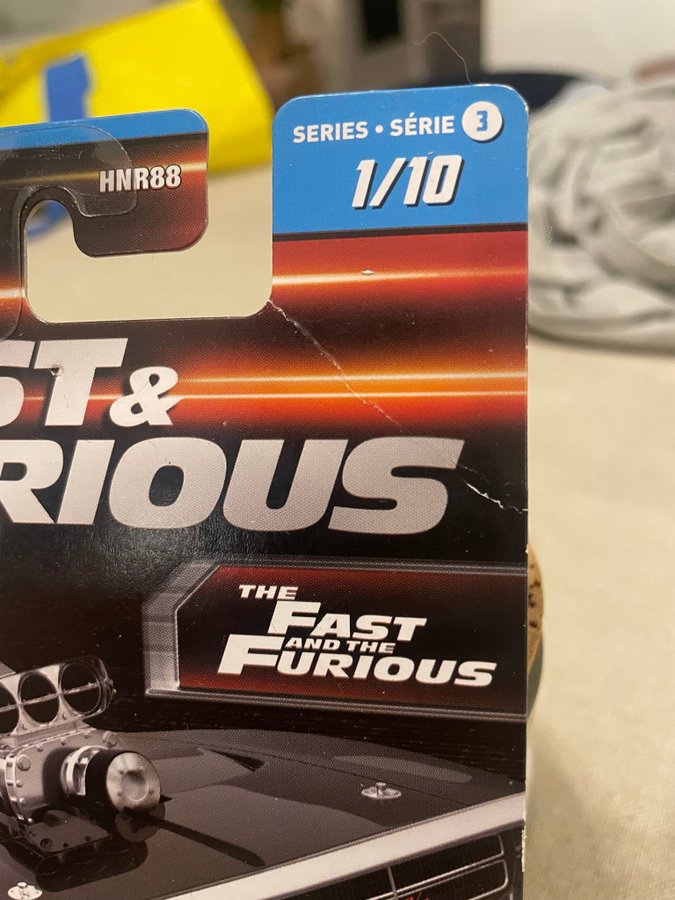 SERIES • SÉRIE 3
HNR88
1/10
ST &
RIOUS
THE
FAST
AND THE
FURIOUS